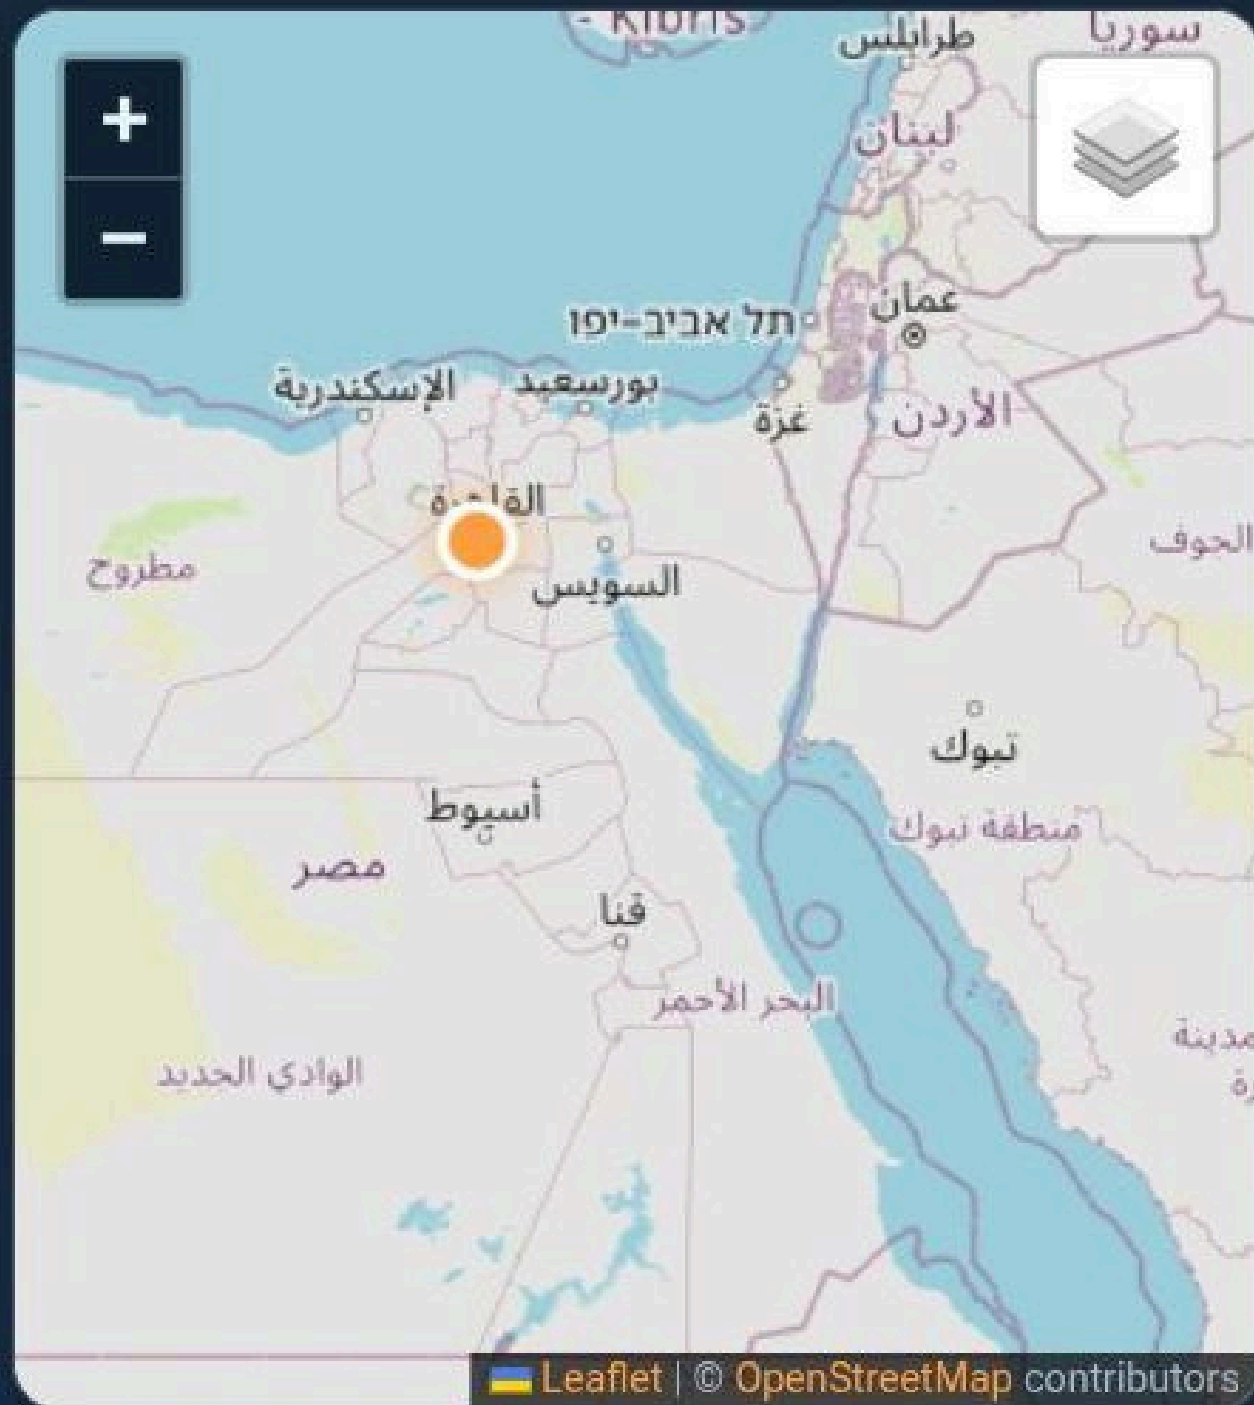 Kıbrıs
طرابلس
سوريا
+
لبنان
−
عمان
תל אביב-יפו
الإسكندرية
بورسعيد
غزة
الأردن
القاهرة
الجوف
مطروح
السويس
تبوك
أسيوط
منطقة تبوك
مصر
قنا
البحر الأحمر
الوادي الجديد
Leaflet | © OpenStreetMap contributors